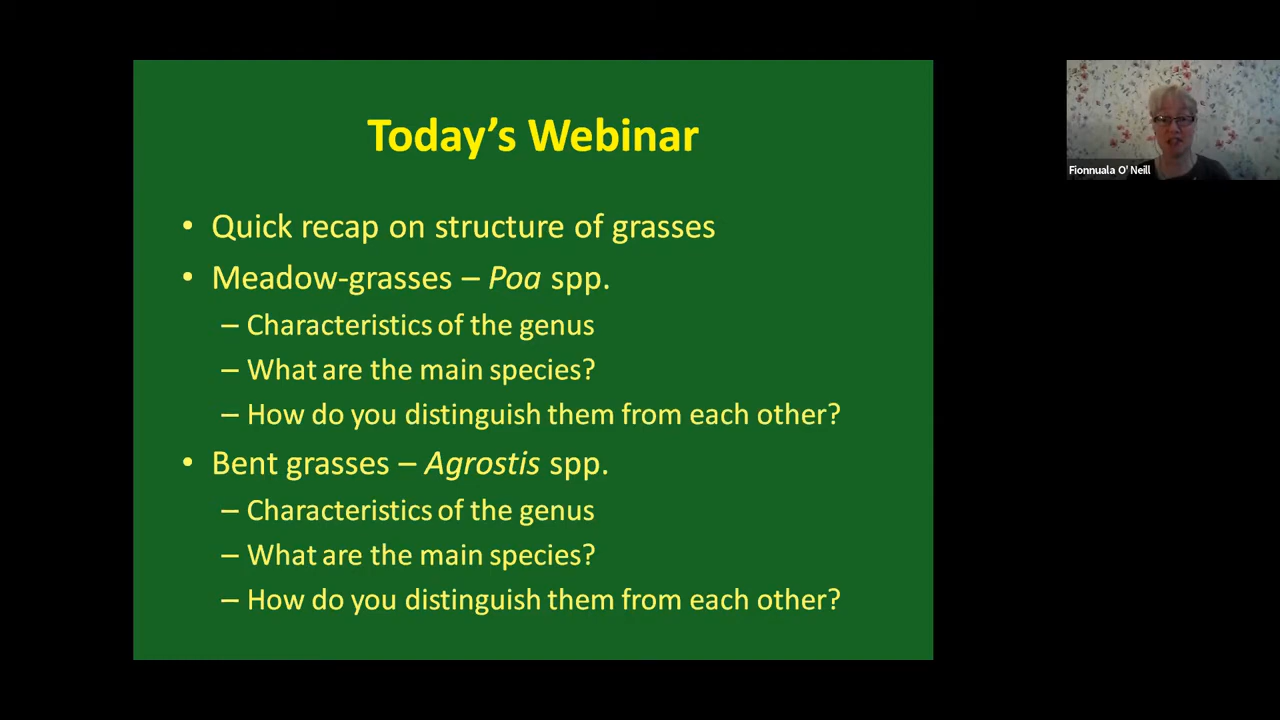 Today's Webinar
• Quick recap on structure of grasses
• Meadow-grasses – Poa spp.
– Characteristics of the genus
– What are the main species?
– How do you distinguish them from each other?
• Bent grasses – Agrostis spp.
– Characteristics of the genus
– What are the main species?
– How do you distinguish them from each other?
Fionnuala O' Neill